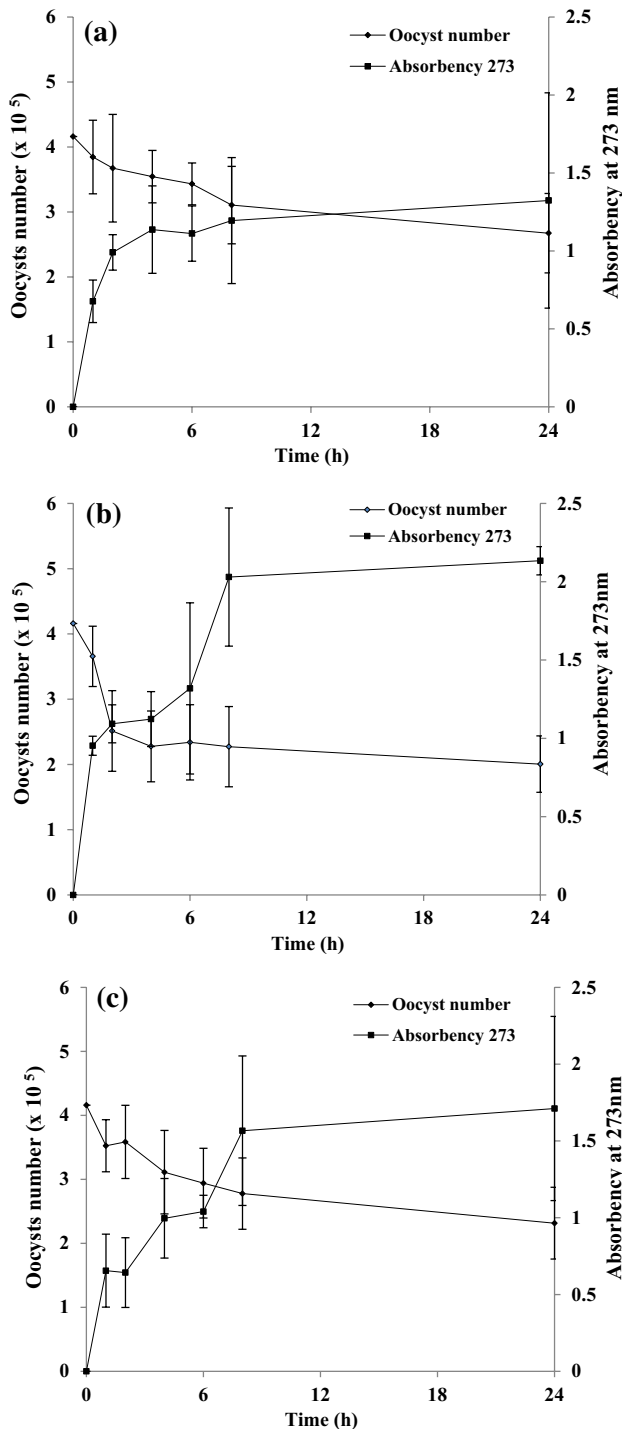 (a)
Oocyst number
Absorbency 273
Oocysts number (x 10 5)
6
5
4
3
2
1
0
2.5
2
1.5
1
0.5
0
Absorbency at 273 nm
0 6 12 18 24
Time (h)
(b)
Oocyst number
Absorbency 273
Oocysts number (x 10 5)
6
5
4
3
2
1
0
2.5
2
1.5
1
0.5
0
Absorbency at 273nm
0 6 12 18 24
Time (h)
(c)
Oocyst number
Absorbency 273
Oocysts number (x 10 5)
6
5
4
3
2
1
0
2.5
2
1.5
1
0.5
0
Absorbency at 273nm
0 6 12 18 24
Time (h)